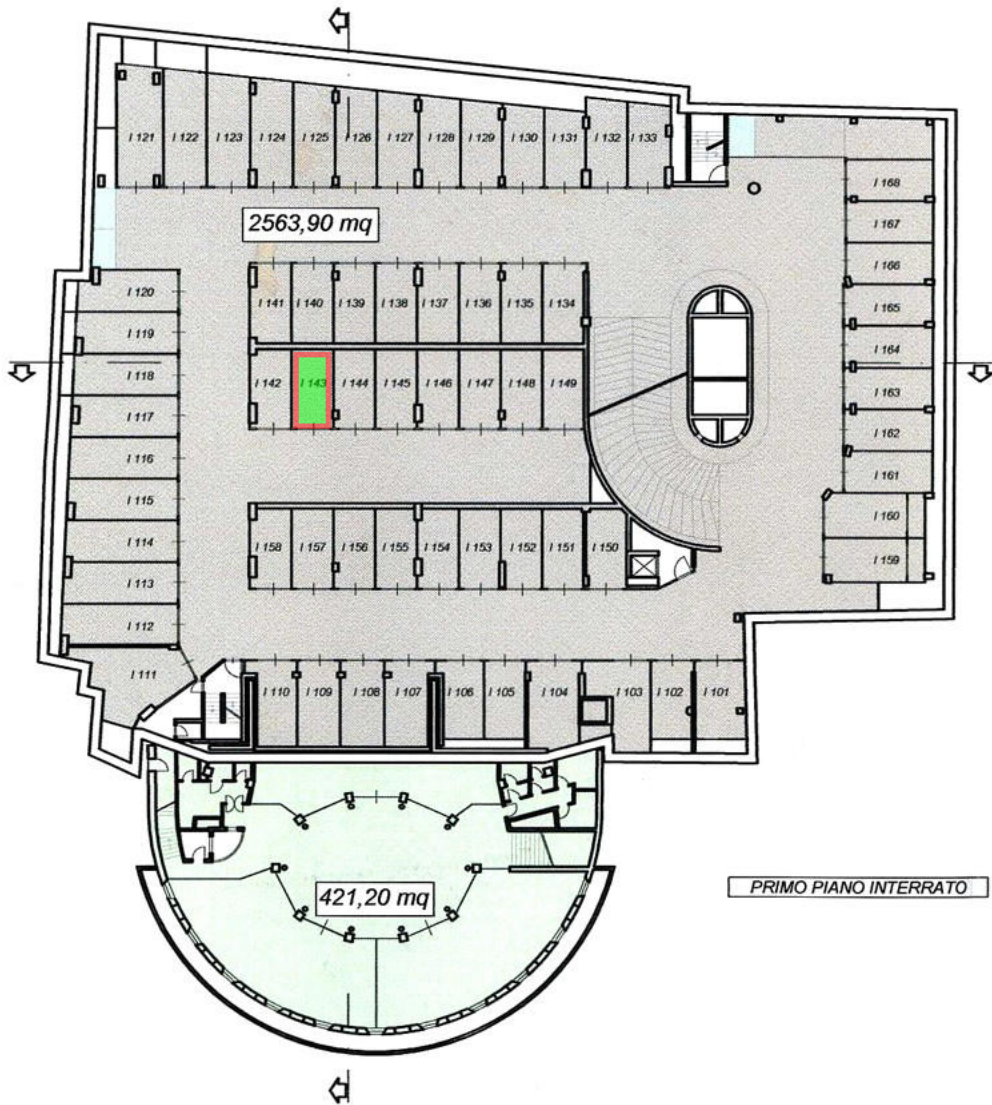 I 121 I 122 I 123 I 124 I 125 I 126 I 127 I 128 I 129 I 130 I 131 I 132 I 133
I 168
I 167
2563,90 mq
I 166
I 120
I 141 I 140 I 139 I 138 I 137 I 136 I 135 I 134
I 165
I 119
I 164
I 118
I 142 I 143 I 144 I 145 I 146 I 147 I 148 I 149
I 163
I 117
I 162
I 116
I 161
I 115
I 160
I 114
I 158 I 157 I 156 I 155 I 154 I 153 I 152 I 151 I 150
I 159
I 113
I 112
I 111
I 110 I 109 I 108 I 107 I 106 I 105 I 104 I 103 I 102 I 101
421,20 mq
PRIMO PIANO INTERRATO